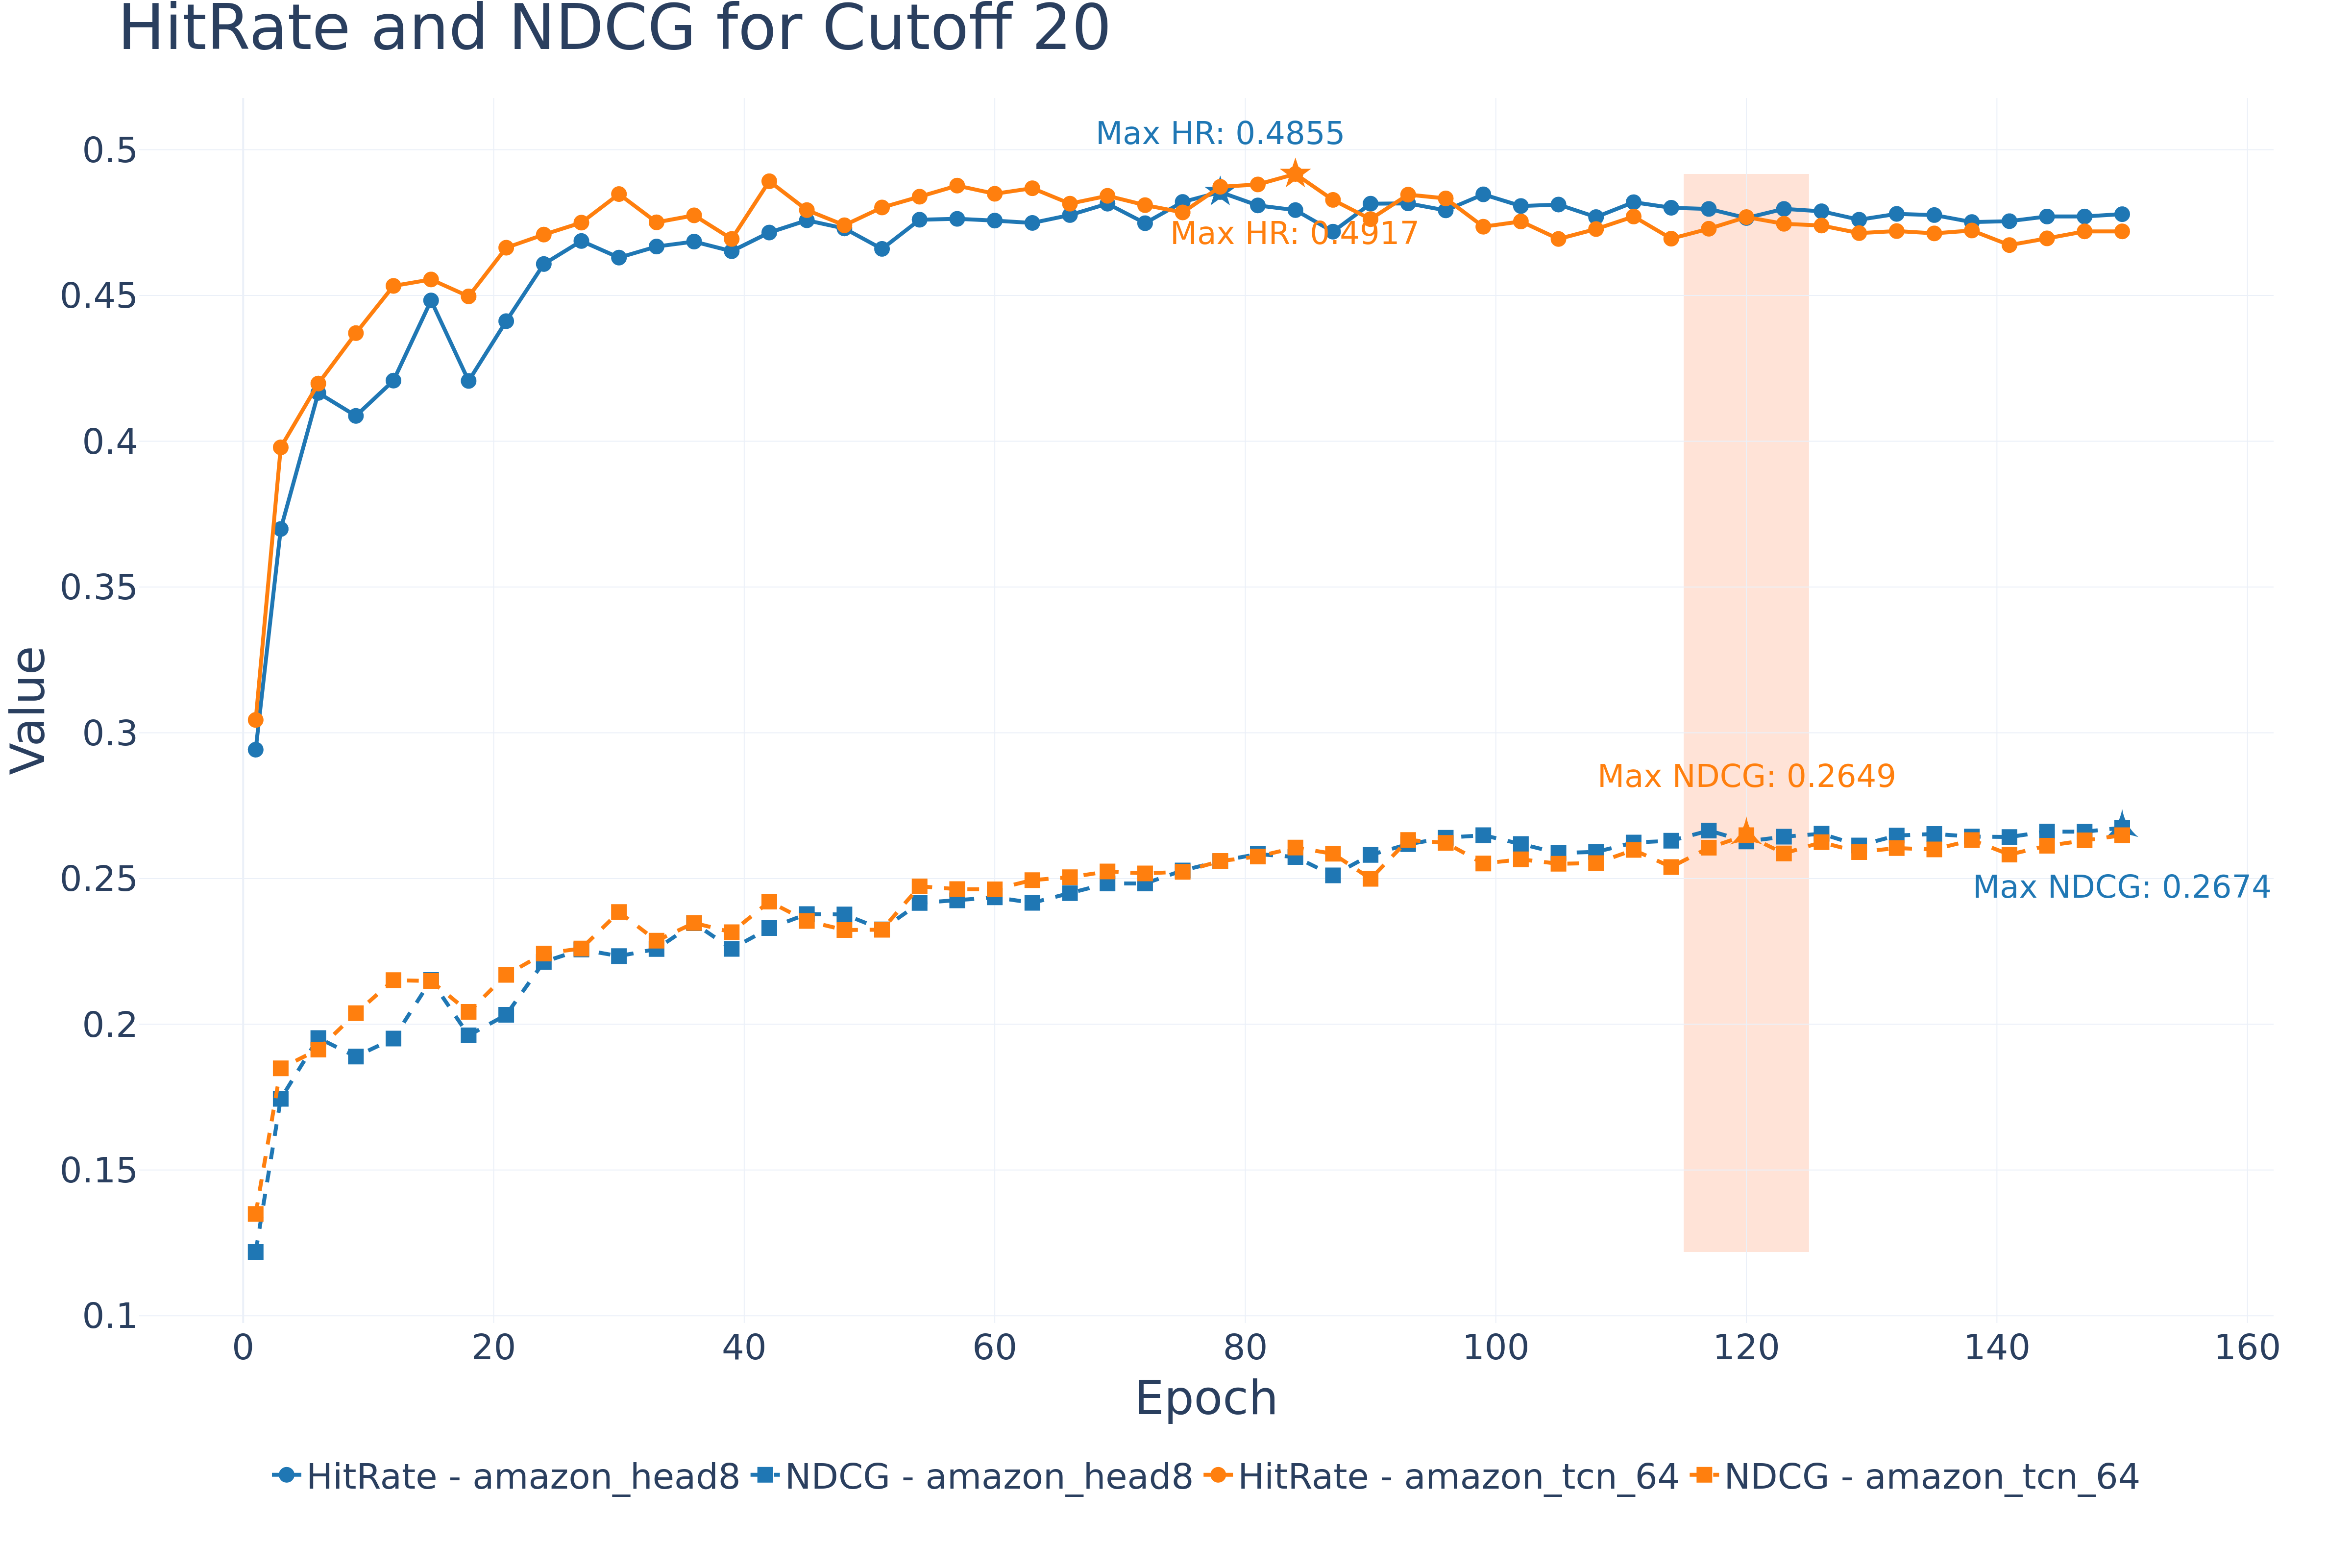 HitRate and NDCG for Cutoff 20
Max HR: 0.4855
Max HR: 0.4917
Max NDCG: 0.2649
Max NDCG: 0.2674
Value
0.5
0.45
0.4
0.35
0.3
0.25
0.2
0.15
0.1
0 20 40 60 80 100 120 140 160
Epoch
HitRate - amazon_head8 NDCG - amazon_head8 HitRate - amazon_tcn_64 NDCG - amazon_tcn_64